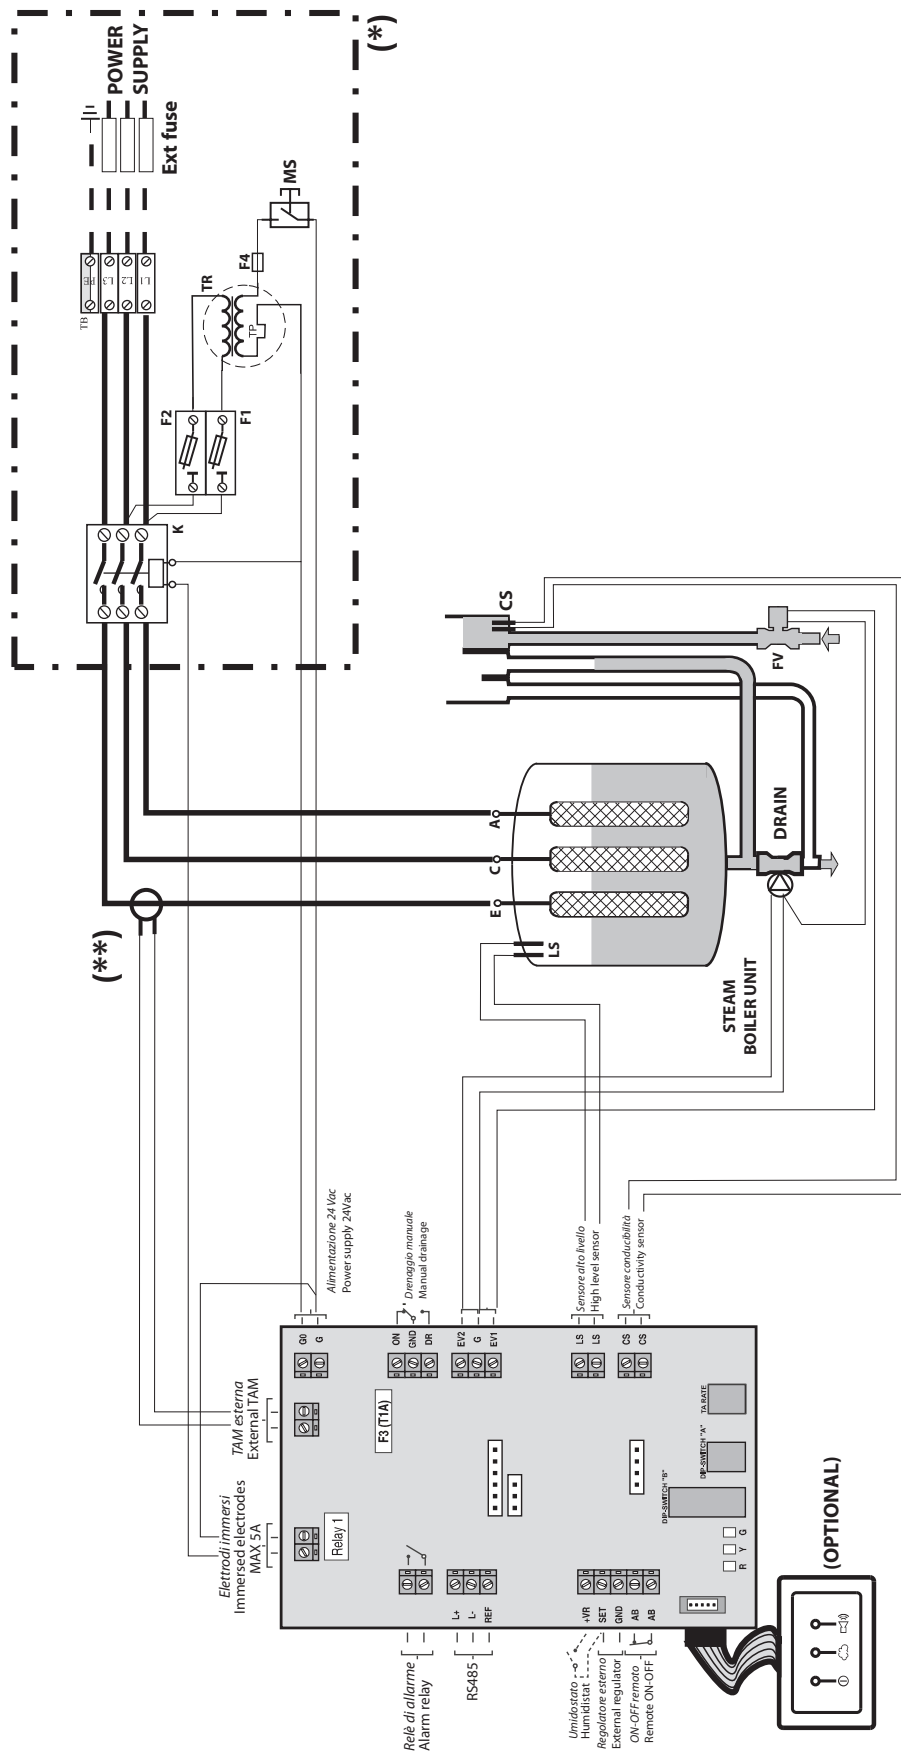 (*)
POWER
SUPPLY
Ext fuse
MS
F4
TR
TP
TB
PE
L3
L2
L1
F2
F1
K
CS
FV
DRAIN
A
C
E
(**)
LS
STEAM
BOILER UNIT
Alimentazione 24 Vac
Power supply 24Vac
Drenaggio manuale
Manual drainage
Sensore alto livello
High level sensor
Sensore conducibilità
Conductivity sensor
G0
G
ON
GND
DR
EV2
G
EV1
LS
LS
CS
CS
TAM esterna
External TAM
F3 (T1A)
TA RATE
DIP-SWITCH "A"
DIP-SWITCH "B"
Elettrodi immersi
Immersed electrodes
MAX 5A
Relay 1
R
Y
G
L+
L-
REF
+VR
SET
GND
AB
AB
Relè di allarme
Alarm relay
RS485
Umidostato
Humidistat
Regolatore esterno
External regulator
ON-OFF remoto
Remote ON-OFF
(OPTIONAL)